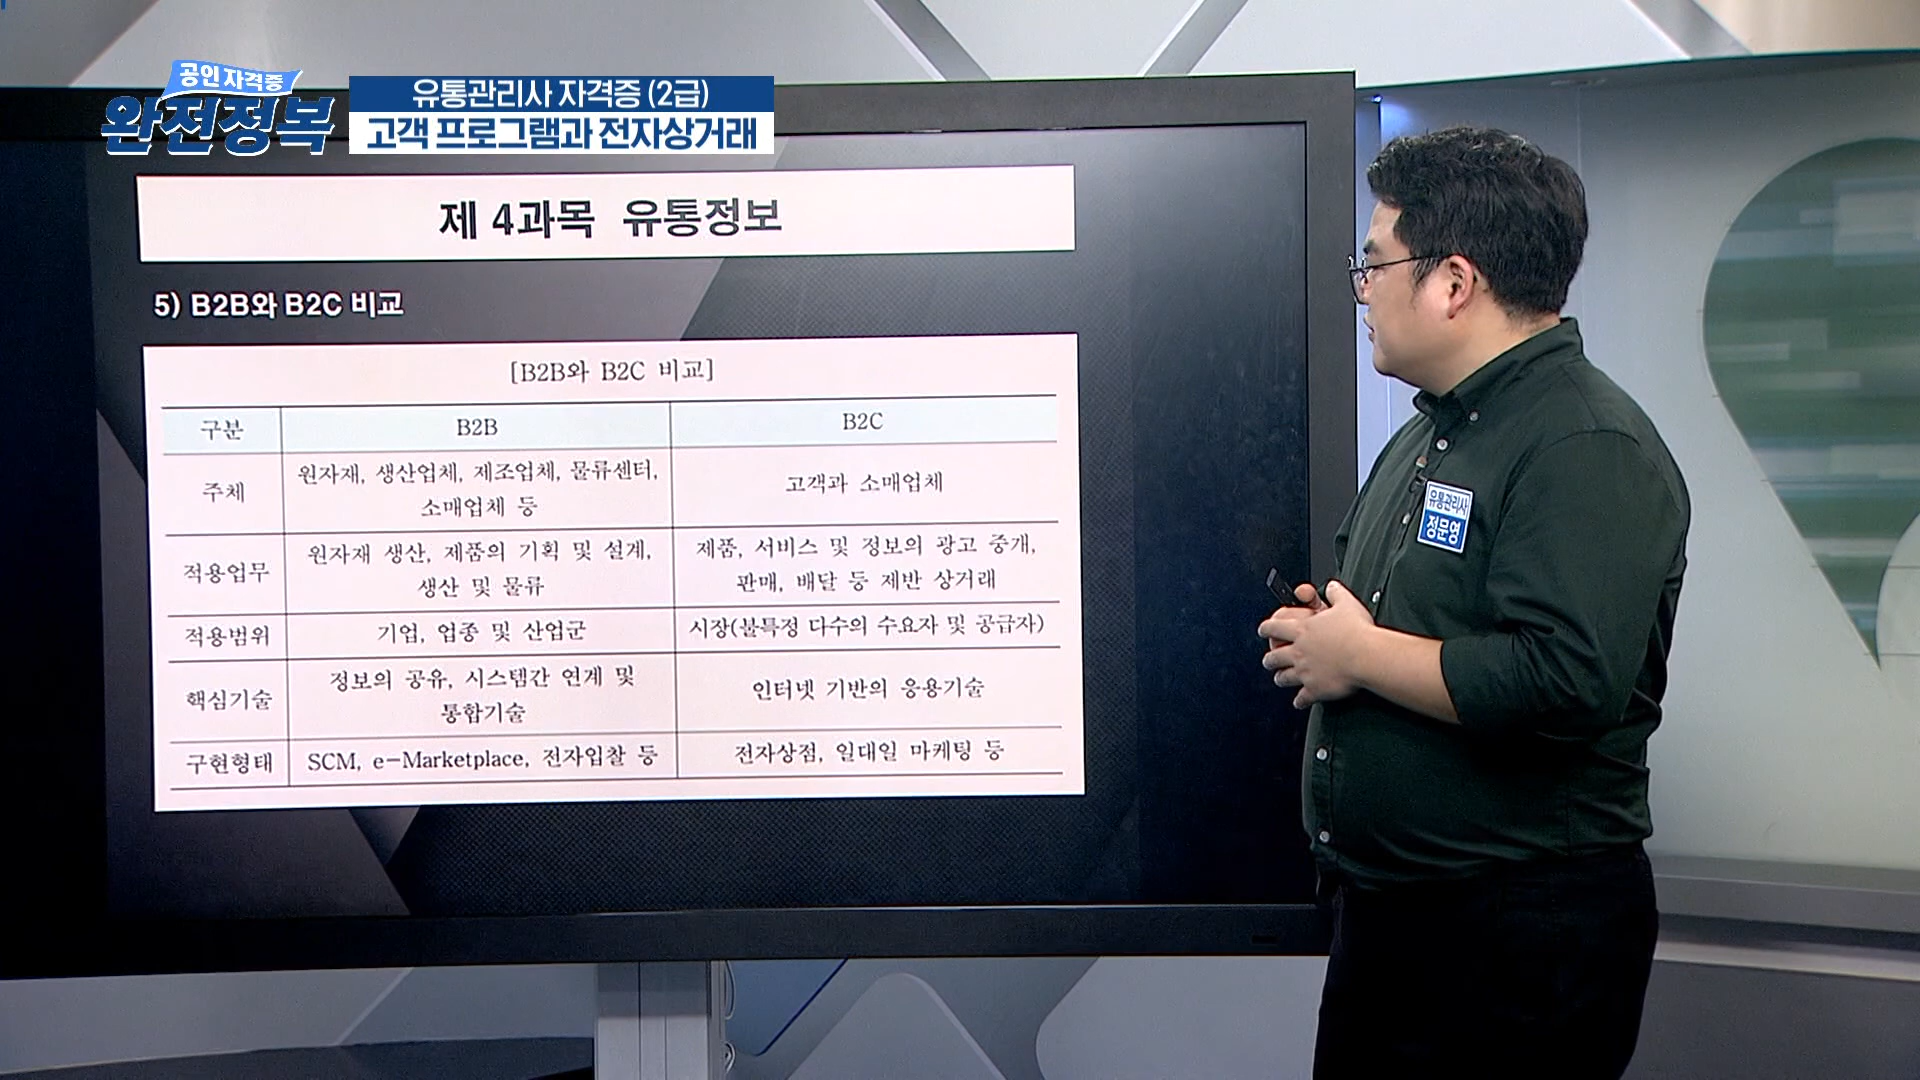 공인 자격증
완전정복
유통관리사 자격증 (2급)
고객 프로그램과 전자상거래
제 4과목 유통정보
5) B2B와 B2C 비교
[B2B와 B2C 비교]
구분 B2B B2C
주체 원자재, 생산업체, 제조업체, 물류센터, 소매업체 등 고객과 소매업체
적용업무 원자재 생산, 제품의 기획 및 설계, 생산 및 물류 제품, 서비스 및 정보의 광고 중개, 판매, 배달 등 제반 상거래
적용범위 기업, 업종 및 산업군 시장(불특정 다수의 수요자 및 공급자)
핵심기술 정보의 공유, 시스템간 연계 및 통합기술 인터넷 기반의 응용기술
구현형태 SCM, e-Marketplace, 전자입찰 등 전자상점, 일대일 마케팅 등
유통관리사
정문영